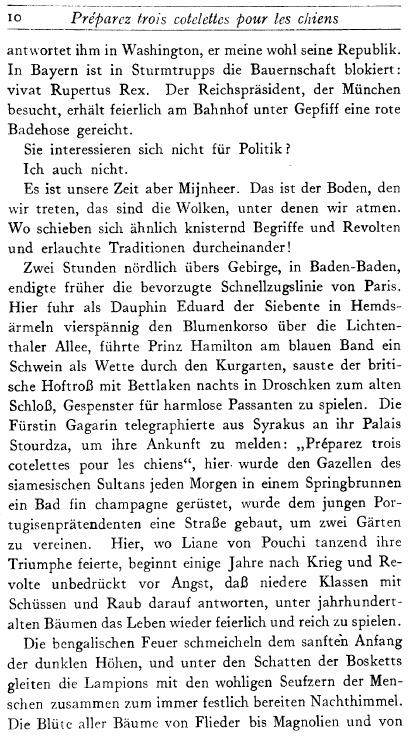 10 Préparez trois cotelettes pour les chiens
antwortet ihm in Washington, er meine wohl seine Republik.
In Bayern ist in Sturmtrupps die Bauernschaft blokiert:
vivat Rupertus Rex. Der Reichspräsident, der München
besucht, erhält feierlich am Bahnhof unter Gepfiff eine rote
Badehose gereicht.
Sie interessieren sich nicht für Politik?
Ich auch nicht.
Es ist unsere Zeit aber Mijnheer. Das ist der Boden, den
wir treten, das sind die Wolken, unter denen wir atmen.
Wo schieben sich ähnlich knisternd Begriffe und Revolten
und erlauchte Traditionen durcheinander!
Zwei Stunden nördlich übers Gebirge, in Baden-Baden,
endigte früher die bevorzugte Schnellzugslinie von Paris.
Hier fuhr als Dauphin Eduard der Siebente in Hemds-
ärmeln vierspännig den Blumenkorso über die Lichten-
thaler Allee, führte Prinz Hamilton am blauen Band ein
Schwein als Wette durch den Kurgarten, sauste der briti-
sche Hoftroß mit Bettlaken nachts in Droschken zum alten
Schloß, Gespenster für harmlose Passanten zu spielen. Die
Fürstin Gagarin telegraphierte aus Syrakus an ihr Palais
Stourdza, um ihre Ankunft zu melden: „Préparez trois
cotelettes pour les chiens“, hier wurde den Gazellen des
siamesischen Sultans jeden Morgen in einem Springbrunnen
ein Bad fin champagne gerüstet, wurde dem jungen Por-
tugisenprätendenten eine Straße gebaut, um zwei Gärten
zu vereinen. Hier, wo Liane von Pouchi tanzend ihre
Triumphe feierte, beginnt einige Jahre nach Krieg und Re-
volte unbedrückt vor Angst, daß niedere Klassen mit
Schüssen und Raub darauf antworten, unter jahrhundert-
alten Bäumen das Leben wieder feierlich und reich zu spielen.
Die bengalischen Feuer schmeicheln dem sanften Anfang
der dunklen Höhen, und unter den Schatten der Bosketts
gleiten die Lampions mit den wohligen Seufzern der Men-
schen zusammen zum immer festlich bereiten Nachthimmel.
Die Blüte aller Bäume von Flieder bis Magnolien und von